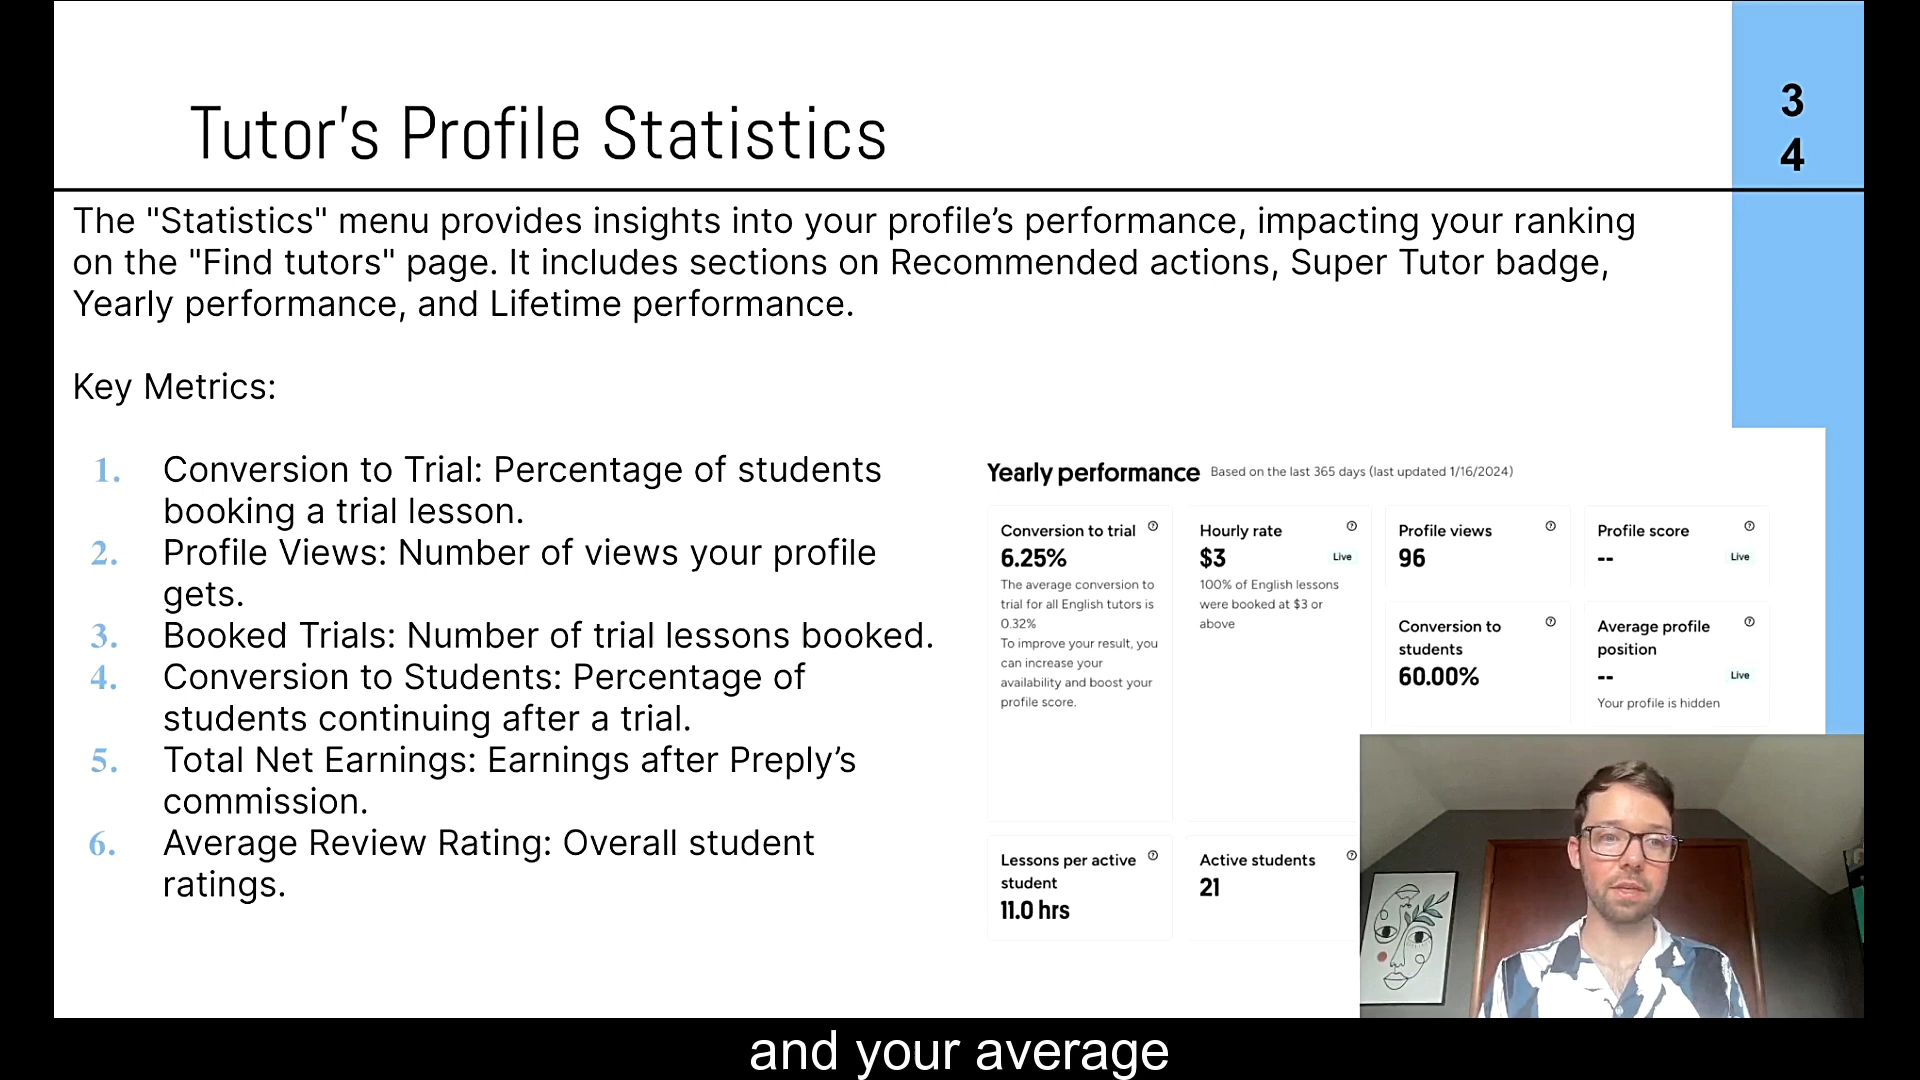 Tutor's Profile Statistics
3
4
The "Statistics" menu provides insights into your profile’s performance, impacting your ranking
on the "Find tutors" page. It includes sections on Recommended actions, Super Tutor badge,
Yearly performance, and Lifetime performance.
Key Metrics:
1. Conversion to Trial: Percentage of students
booking a trial lesson.
2. Profile Views: Number of views your profile
gets.
3. Booked Trials: Number of trial lessons booked.
4. Conversion to Students: Percentage of
students continuing after a trial.
5. Total Net Earnings: Earnings after Preply’s
commission.
6. Average Review Rating: Overall student
ratings.
Yearly performance Based on the last 365 days (last updated 1/16/2024)
Conversion to trial
6.25%
The average conversion to
trial for all English tutors is
0.32%
To improve your result, you
can increase your
availability and boost your
profile score.
Hourly rate
$3 Live
100% of English lessons
were booked at $3 or
above
Profile views
96
Profile score
-- Live
Conversion to
students
60.00%
Average profile
position
-- Live
Your profile is hidden
Lessons per active
student
11.0 hrs
Active students
21
and your average